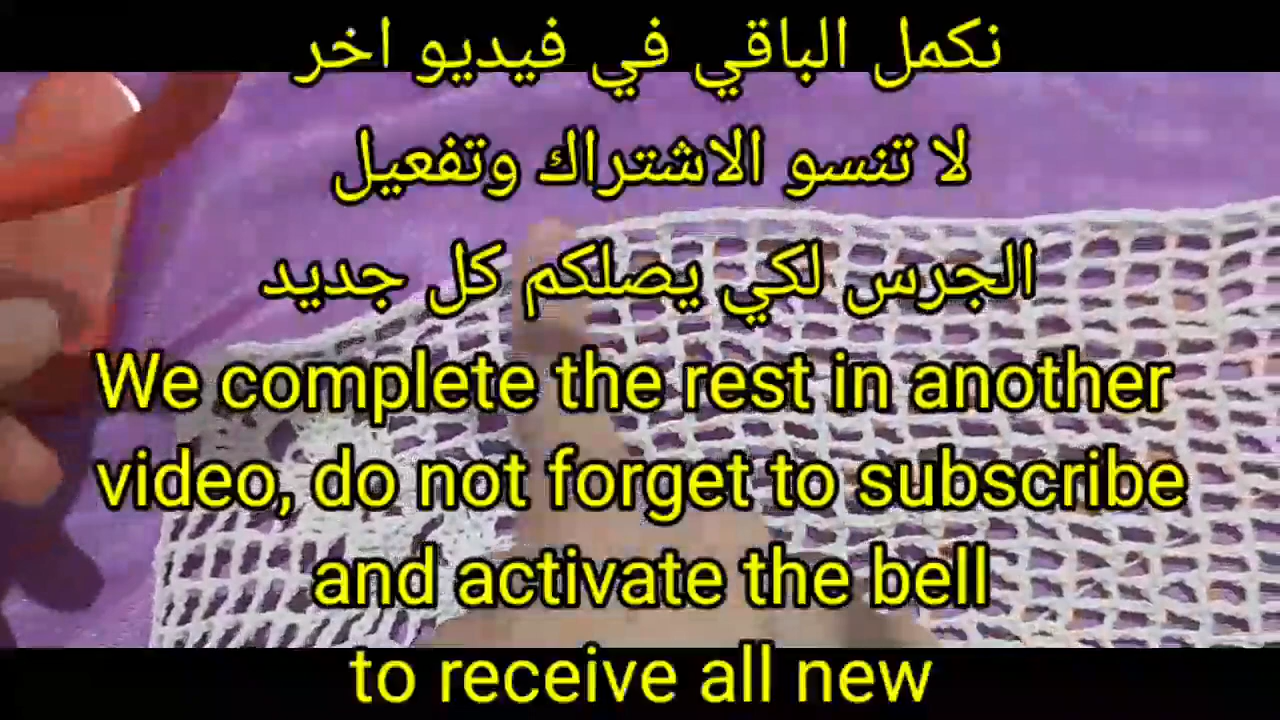 نكمل الباقي في فيديو اخر
لا تنسو الاشتراك وتفعيل
الجرس لكي يصلكم كل جديد
We complete the rest in another
video, do not forget to subscribe
and activate the bell
to receive all new